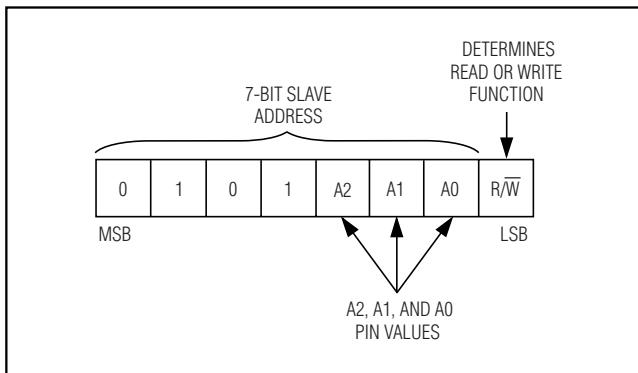 DETERMINES
READ OR WRITE
FUNCTION
7-BIT SLAVE
ADDRESS
0 1 0 1 A2 A1 A0 R/W̅
MSB LSB
A2, A1, AND A0
PIN VALUES